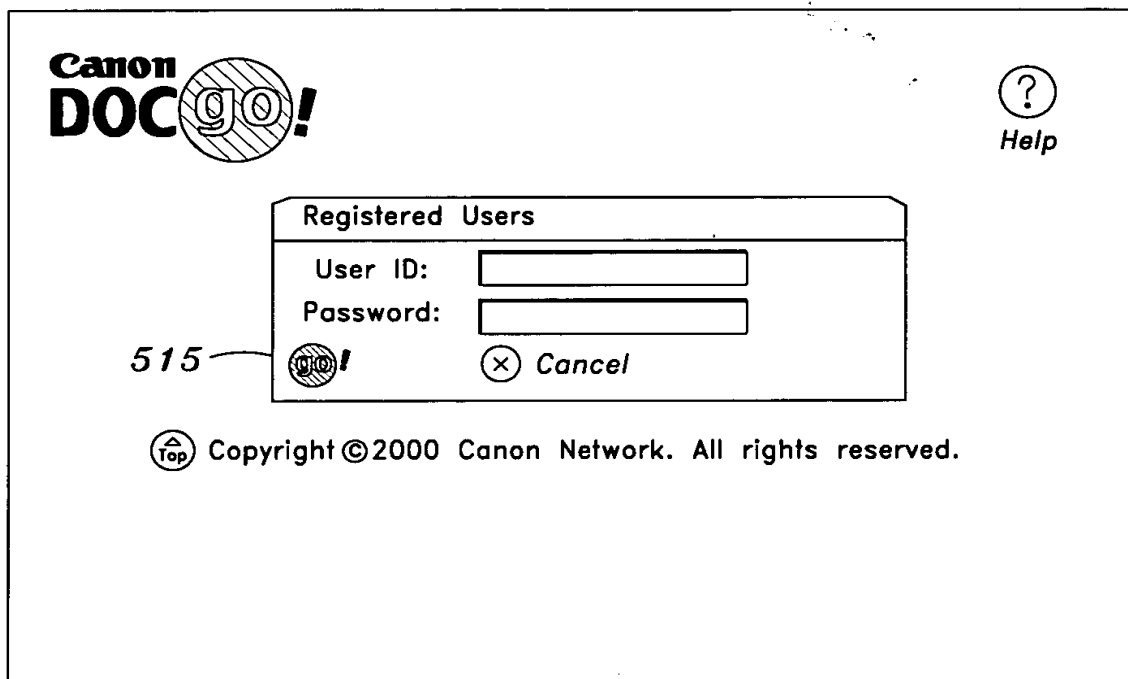 Canon
DOC go!
?
Help
Registered Users
User ID:
Password:
515
go!
Cancel
Top Copyright ©2000 Canon Network. All rights reserved.